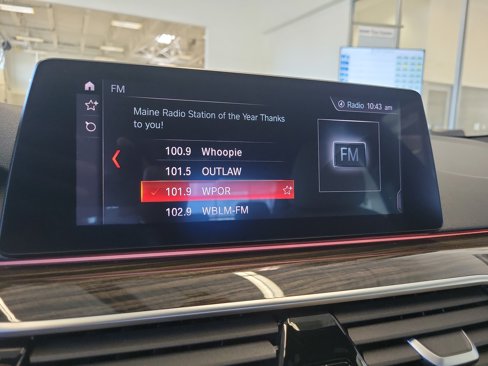 FM
Radio 10:43 am
Maine Radio Station of the Year Thanks
to you!
100.9 Whoopie
101.5 OUTLAW
101.9 WPOR
102.9 WBLM-FM
FM